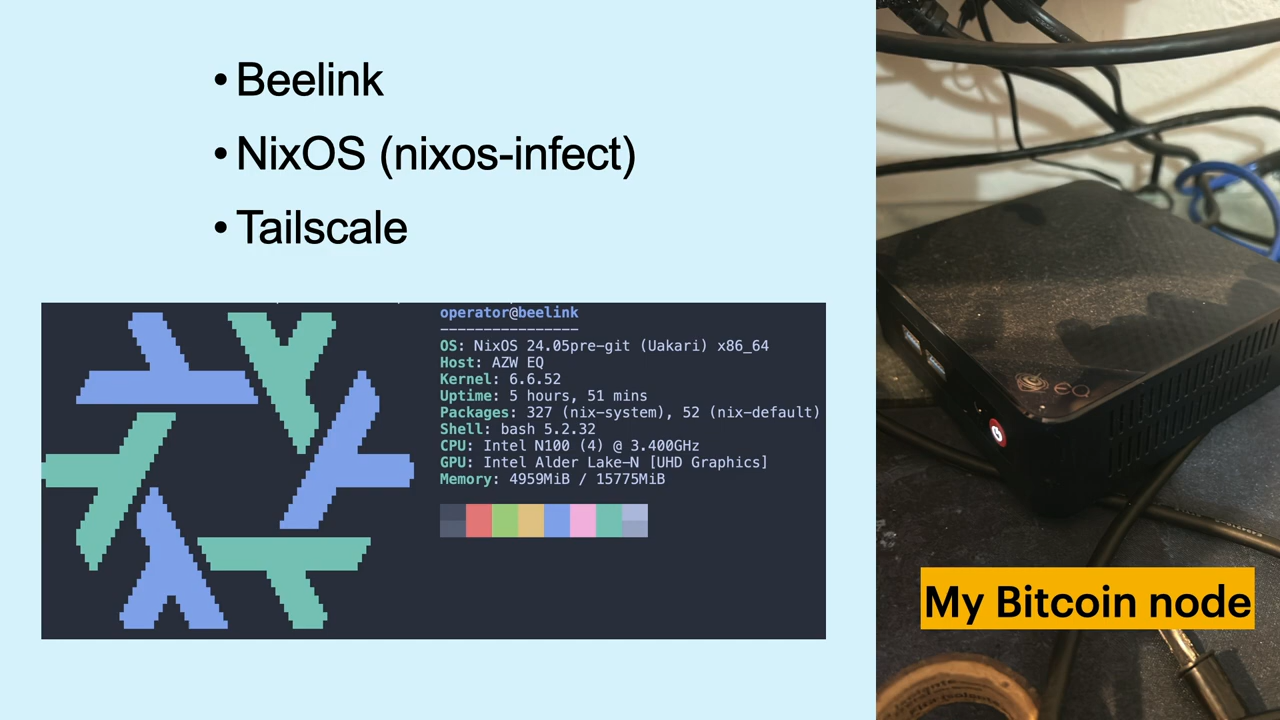 • Beelink
• NixOS (nixos-infect)
• Tailscale
operator@beelink
----------------
OS: NixOS 24.05pre-git (Uakari) x86_64
Host: AZW EQ
Kernel: 6.6.52
Uptime: 5 hours, 51 mins
Packages: 327 (nix-system), 52 (nix-default)
Shell: bash 5.2.32
CPU: Intel N100 (4) @ 3.400GHz
GPU: Intel Alder Lake-N [UHD Graphics]
Memory: 4959MiB / 15775MiB
EQ
My Bitcoin node